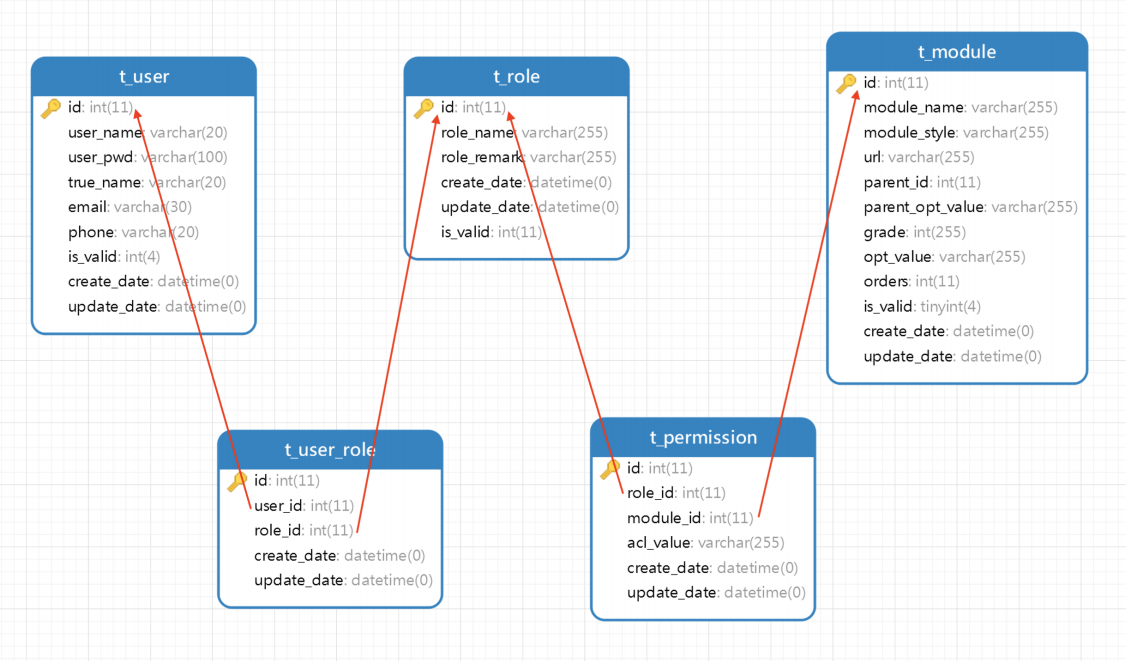 t_user
id: int(11)
user_name: varchar(20)
user_pwd: varchar(100)
true_name: varchar(20)
email: varchar(30)
phone: varchar(20)
is_valid: int(4)
create_date: datetime(0)
update_date: datetime(0)
t_role
id: int(11)
role_name: varchar(255)
role_remark: varchar(255)
create_date: datetime(0)
update_date: datetime(0)
is_valid: int(11)
t_module
id: int(11)
module_name: varchar(255)
module_style: varchar(255)
url: varchar(255)
parent_id: int(11)
parent_opt_value: varchar(255)
grade: int(255)
opt_value: varchar(255)
orders: int(11)
is_valid: tinyint(4)
create_date: datetime(0)
update_date: datetime(0)
t_user_role
id: int(11)
user_id: int(11)
role_id: int(11)
create_date: datetime(0)
update_date: datetime(0)
t_permission
id: int(11)
role_id: int(11)
module_id: int(11)
acl_value: varchar(255)
create_date: datetime(0)
update_date: datetime(0)